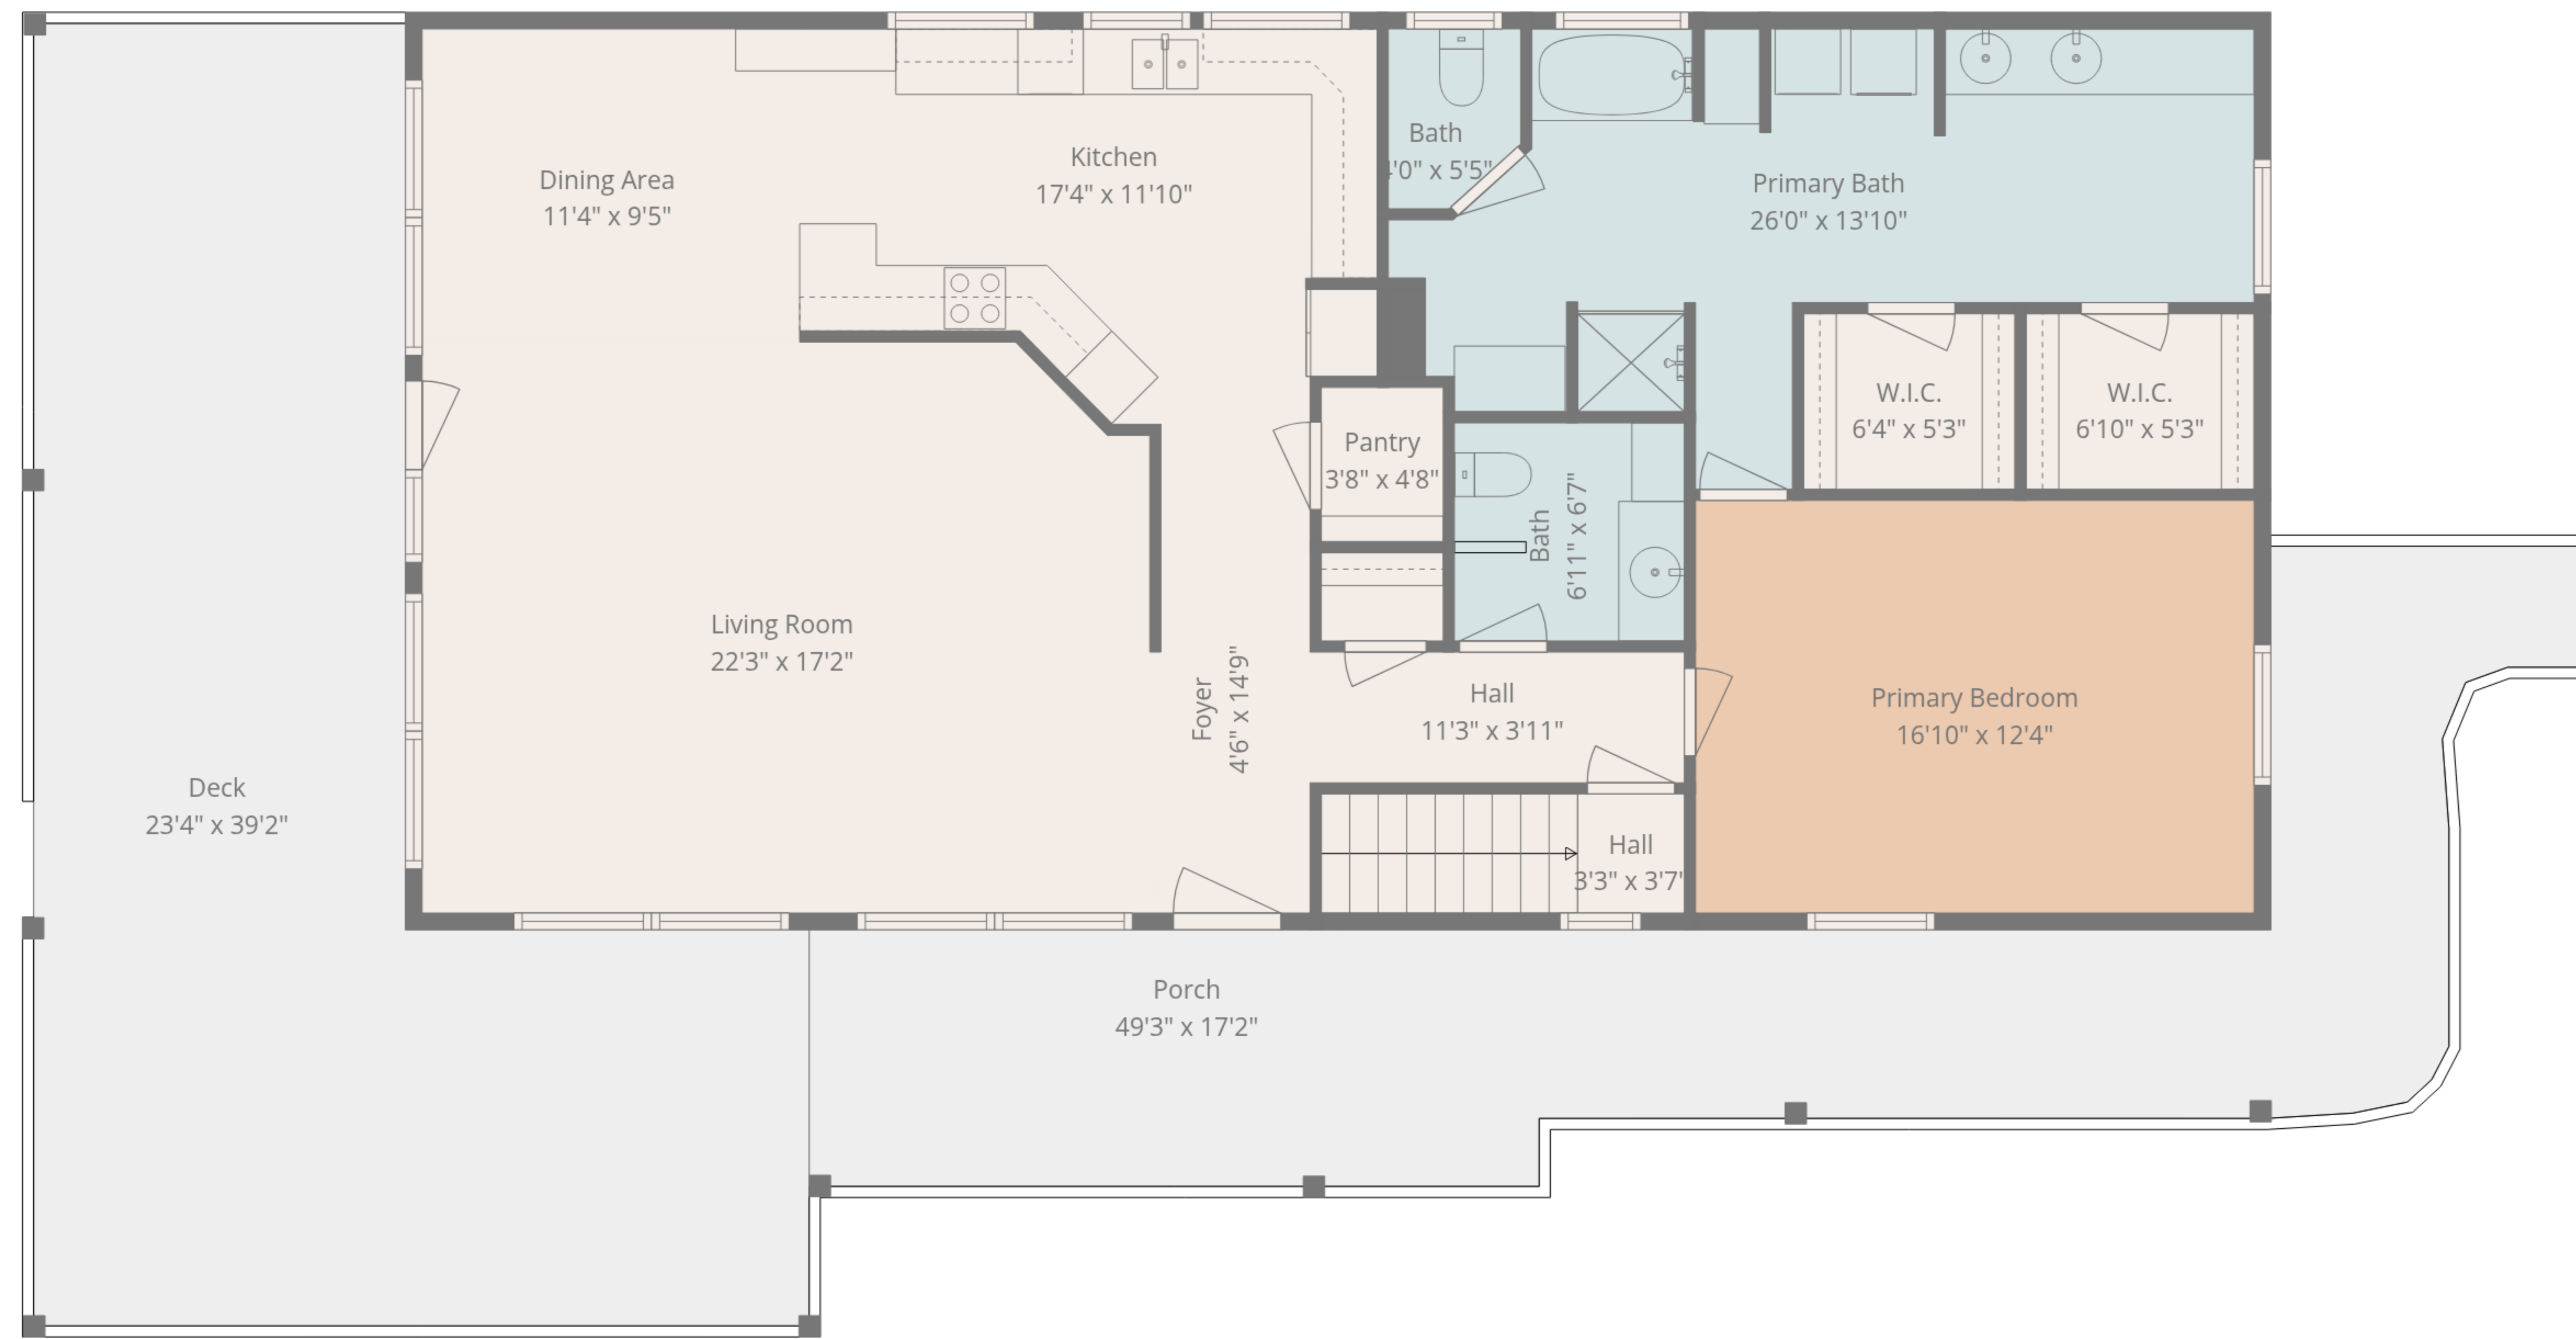 Dining Area
11'4" x 9'5"
Kitchen
17'4" x 11'10"
Bath
'0" x 5'5"
Primary Bath
26'0" x 13'10"
W.I.C.
6'4" x 5'3"
W.I.C.
6'10" x 5'3"
Pantry
3'8" x 4'8"
Bath
6'11" x 6'7"
Living Room
22'3" x 17'2"
Foyer
4'6" x 14'9"
Hall
11'3" x 3'11"
Primary Bedroom
16'10" x 12'4"
Deck
23'4" x 39'2"
Hall
3'3" x 3'7"
Porch
49'3" x 17'2"